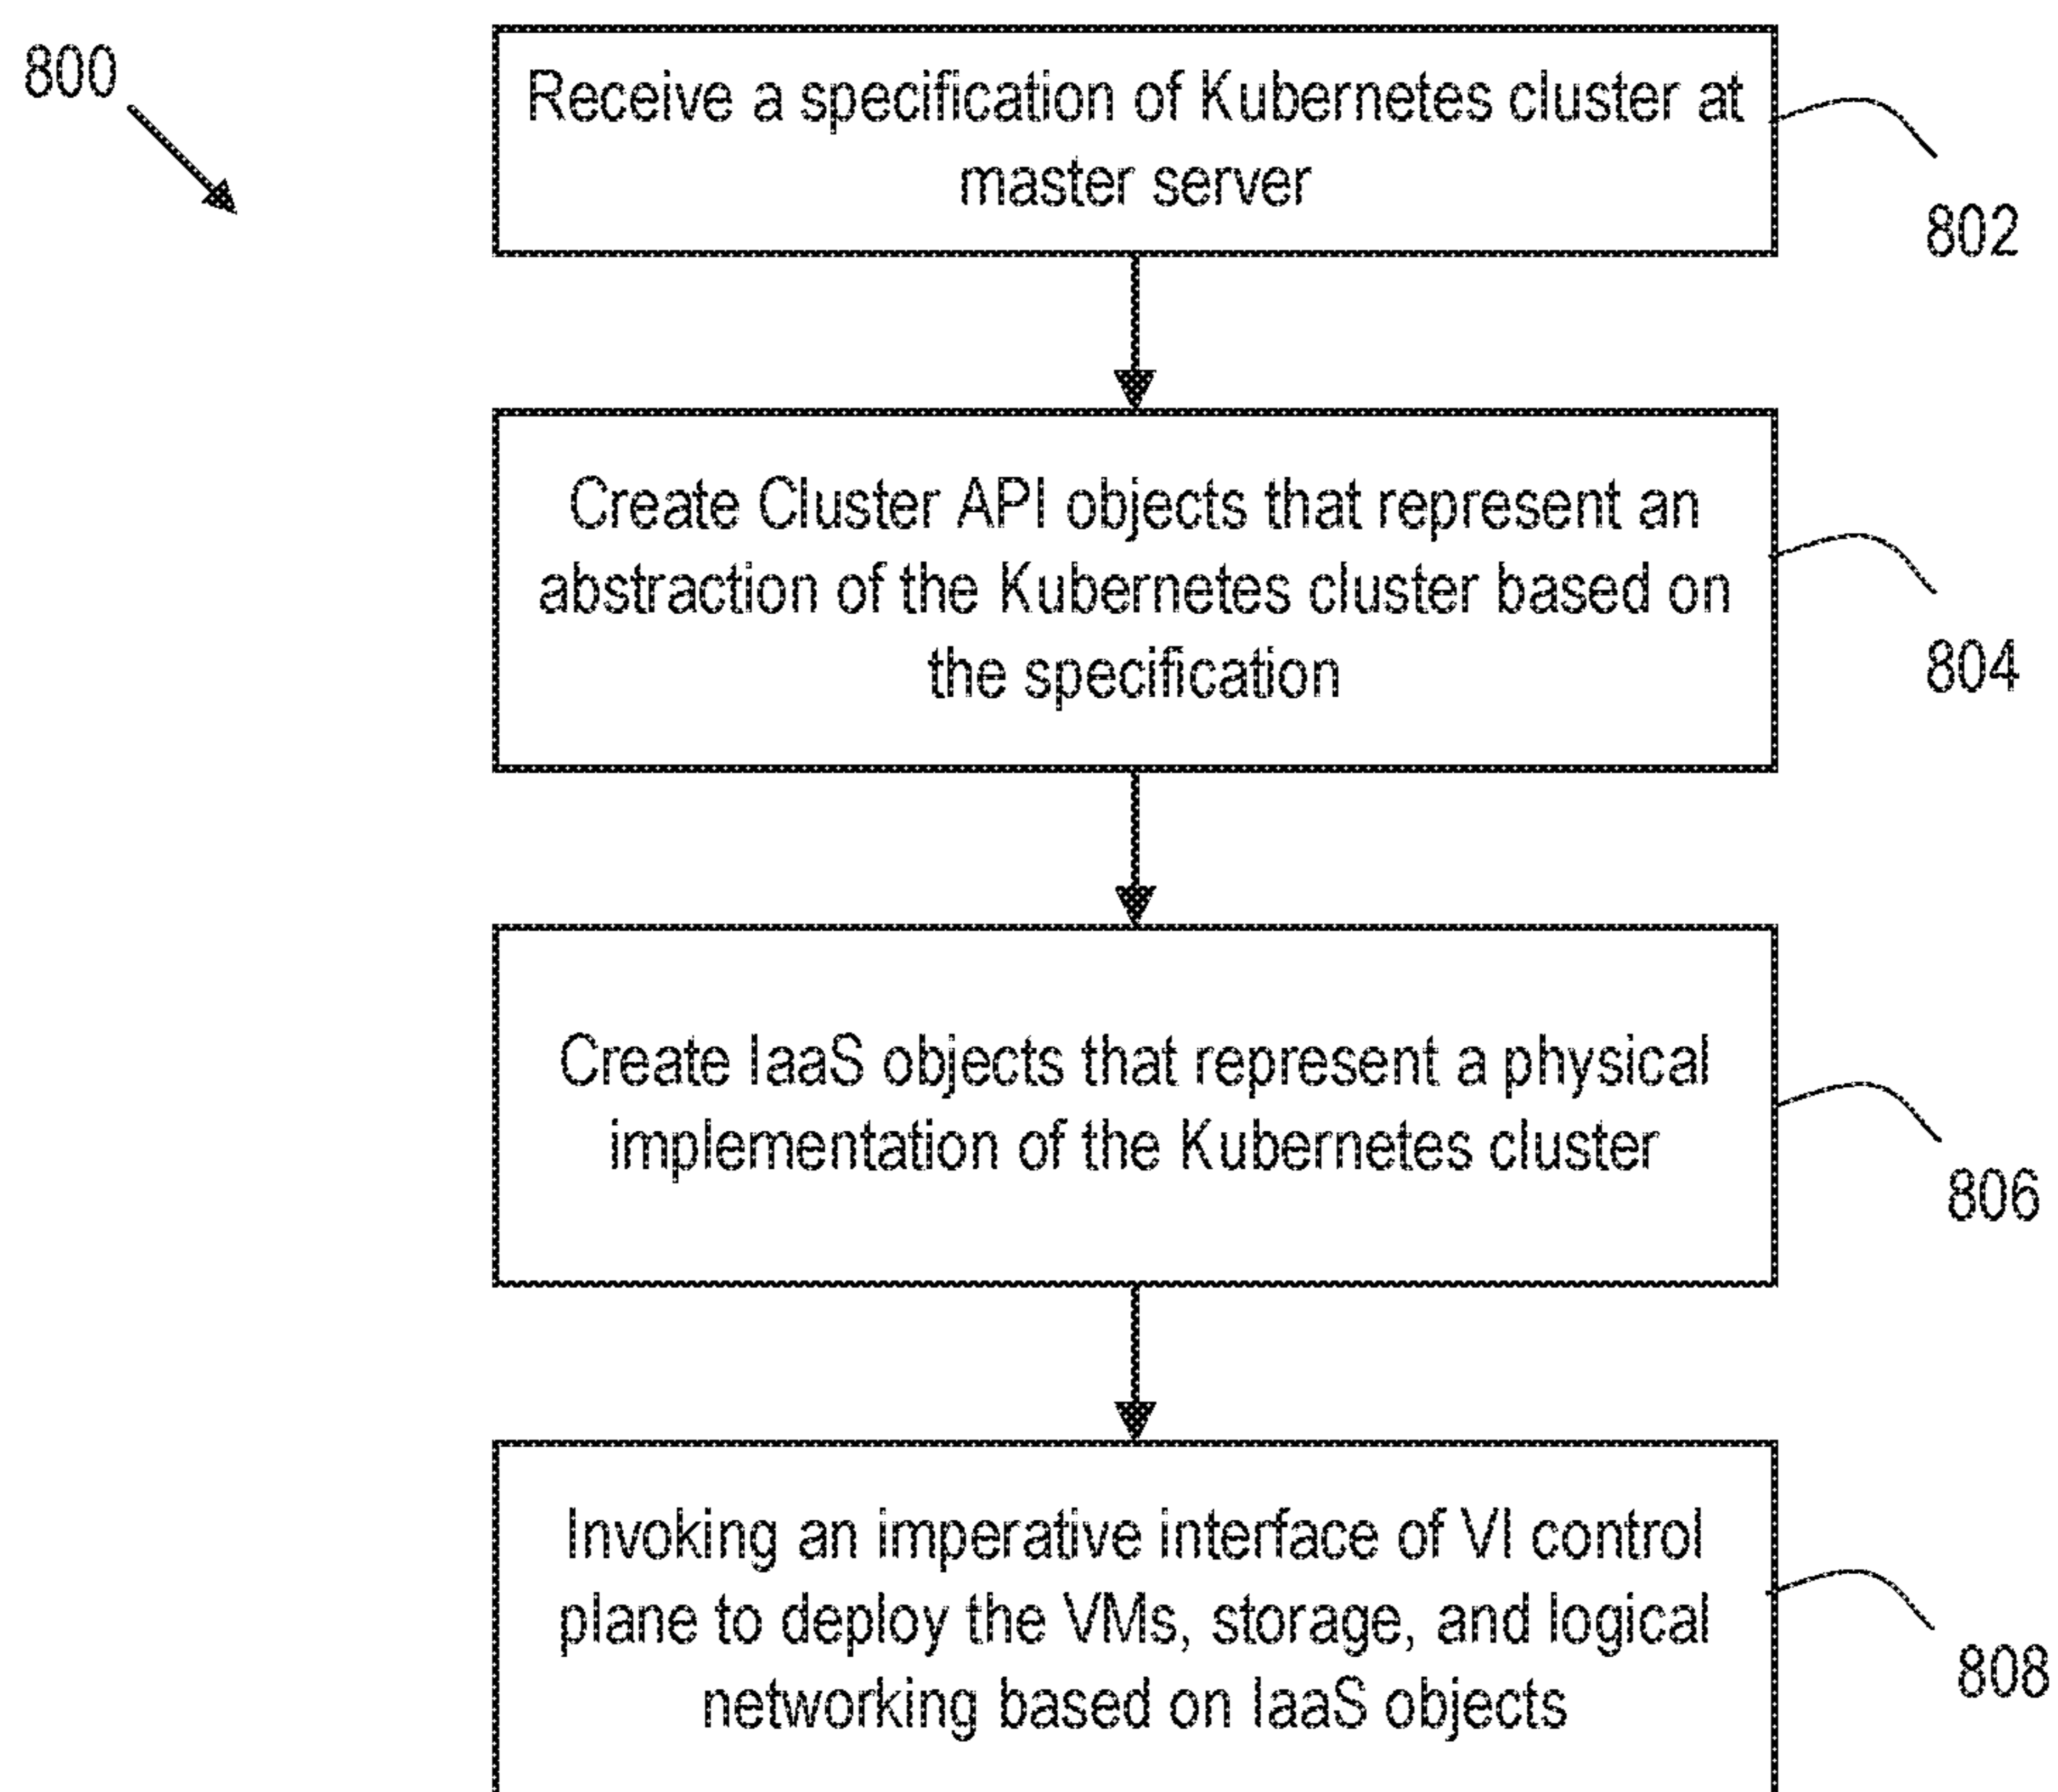 800
Receive a specification of Kubernetes cluster at
master server
802
Create Cluster API objects that represent an
abstraction of the Kubernetes cluster based on
the specification
804
Create IaaS objects that represent a physical
implementation of the Kubernetes cluster
806
Invoking an imperative interface of VI control
plane to deploy the VMs, storage, and logical
networking based on IaaS objects
808